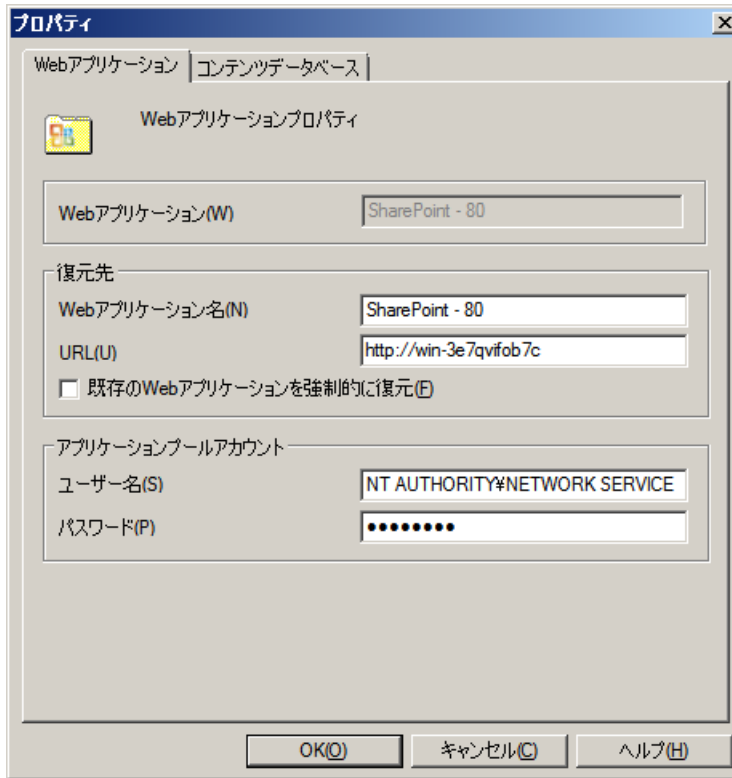 プロパティ
Webアプリケーション コンテンツデータベース
Webアプリケーションプロパティ
Webアプリケーション(W) SharePoint - 80
復元先
Webアプリケーション名(N) SharePoint - 80
URL(U) http://win-3e7qvifob7c
既存のWebアプリケーションを強制的に復元(F)
アプリケーションプールアカウント
ユーザー名(S) NT AUTHORITY¥NETWORK SERVICE
パスワード(P) ●●●●●●●●
OK(O) キャンセル(C) ヘルプ(H)